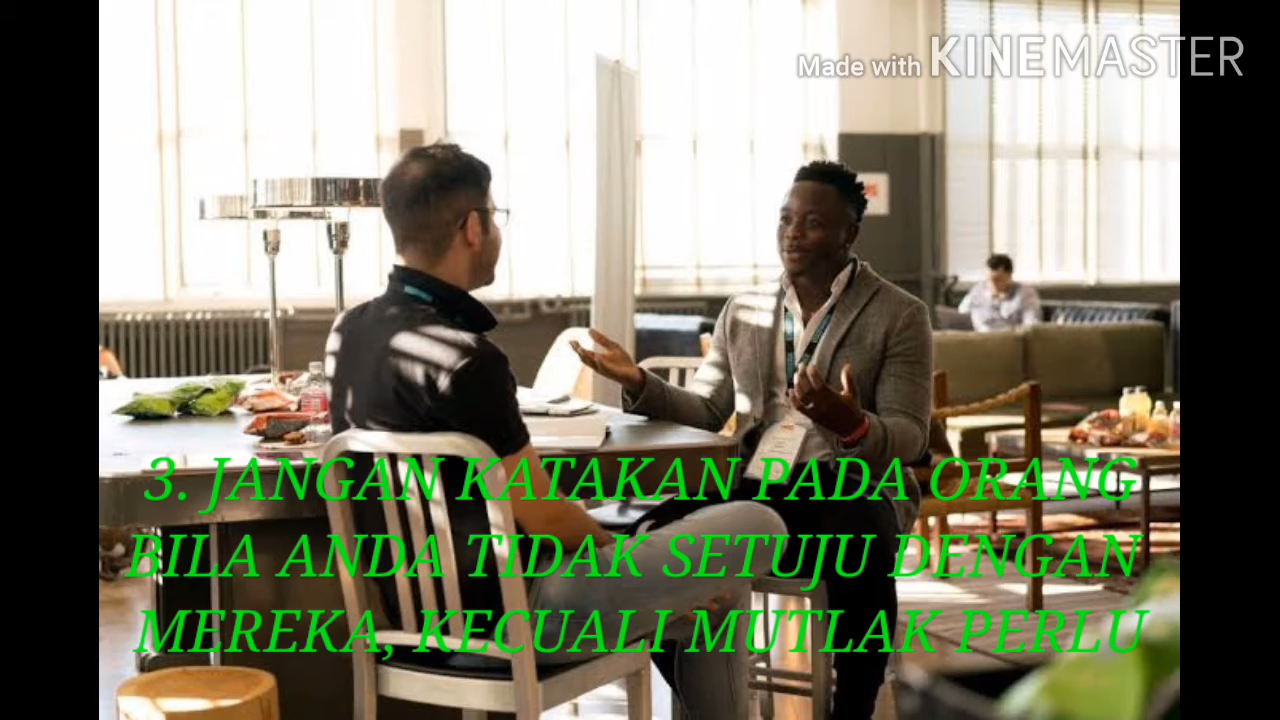 Made with KINEMASTER
3. JANGAN KATAKAN PADA ORANG
BILA ANDA TIDAK SETUJU DENGAN
MEREKA, KECUALI MUTLAK PERLU